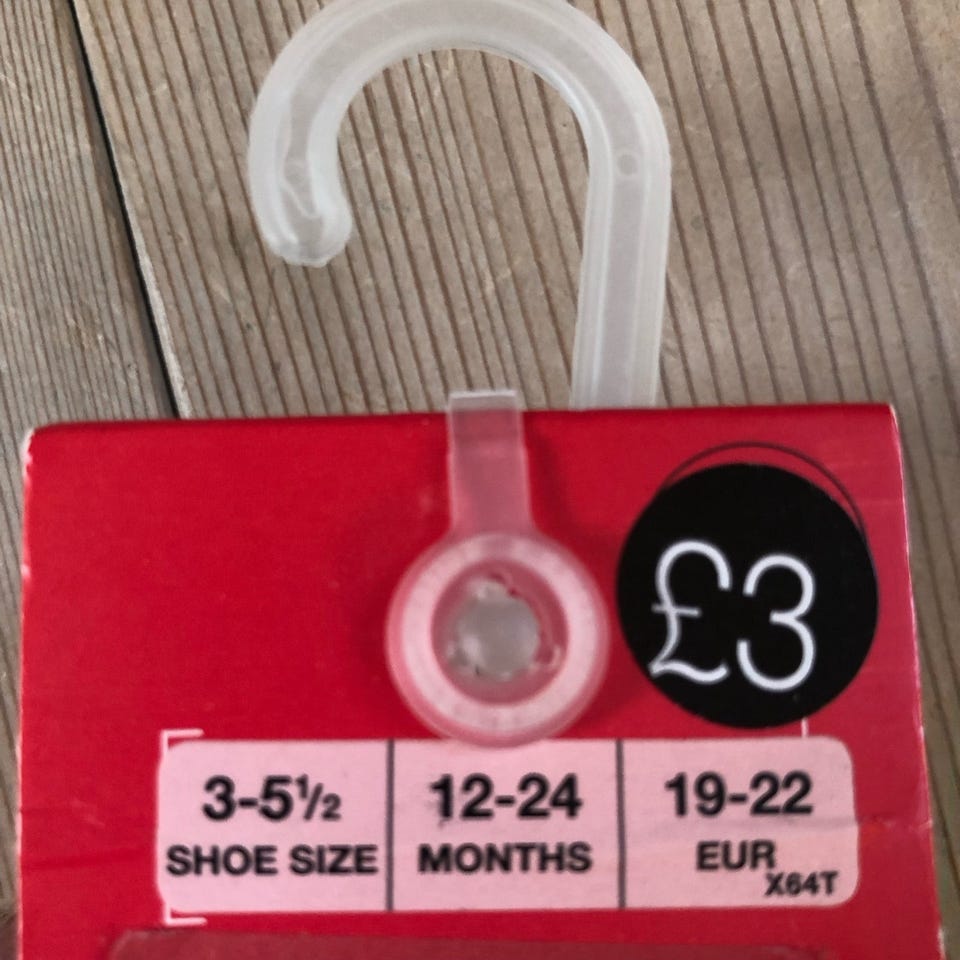 £3
3-5½ 12-24 19-22
SHOE SIZE MONTHS EUR
X64T